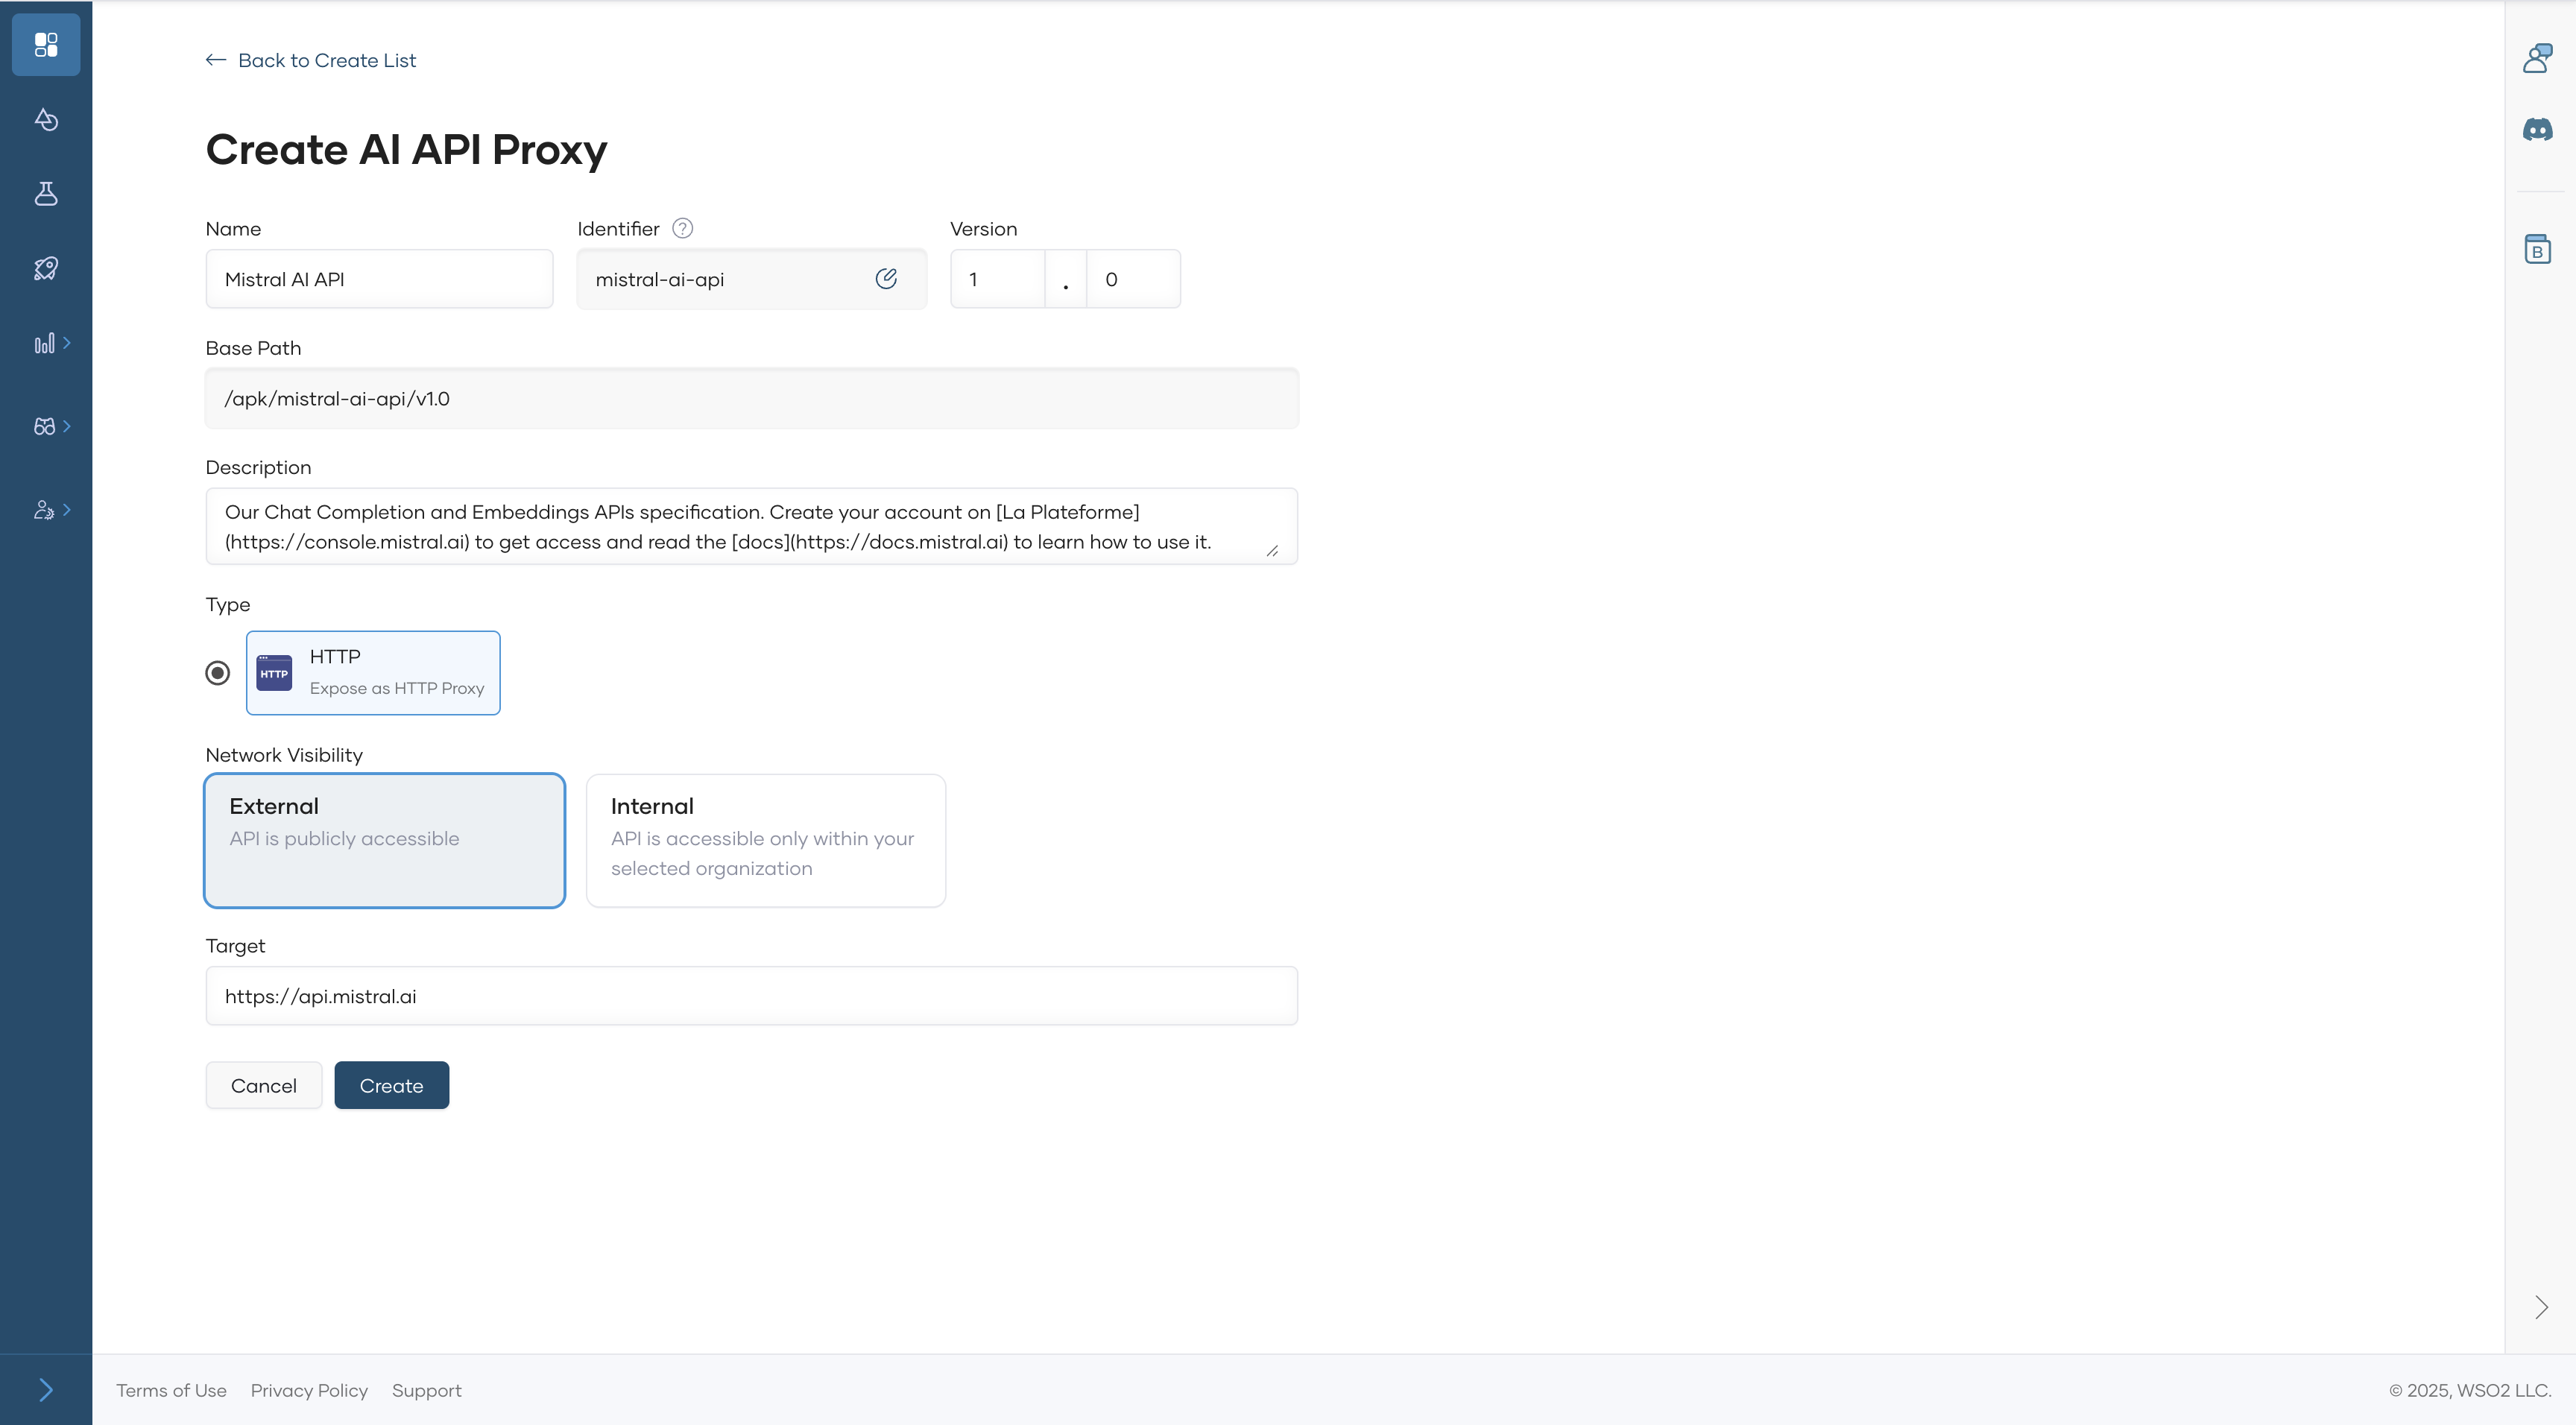 Back to Create List
Create AI API Proxy
Name
Identifier ?
Version
Mistral AI API
mistral-ai-api
1 . 0
Base Path
/apk/mistral-ai-api/v1.0
Description
Our Chat Completion and Embeddings APIs specification. Create your account on [La Plateforme]
(https://console.mistral.ai) to get access and read the [docs](https://docs.mistral.ai) to learn how to use it.
Type
HTTP
HTTP
Expose as HTTP Proxy
Network Visibility
External
API is publicly accessible
Internal
API is accessible only within your
selected organization
Target
https://api.mistral.ai
Cancel
Create
B
Terms of Use
Privacy Policy
Support
© 2025, WSO2 LLC.